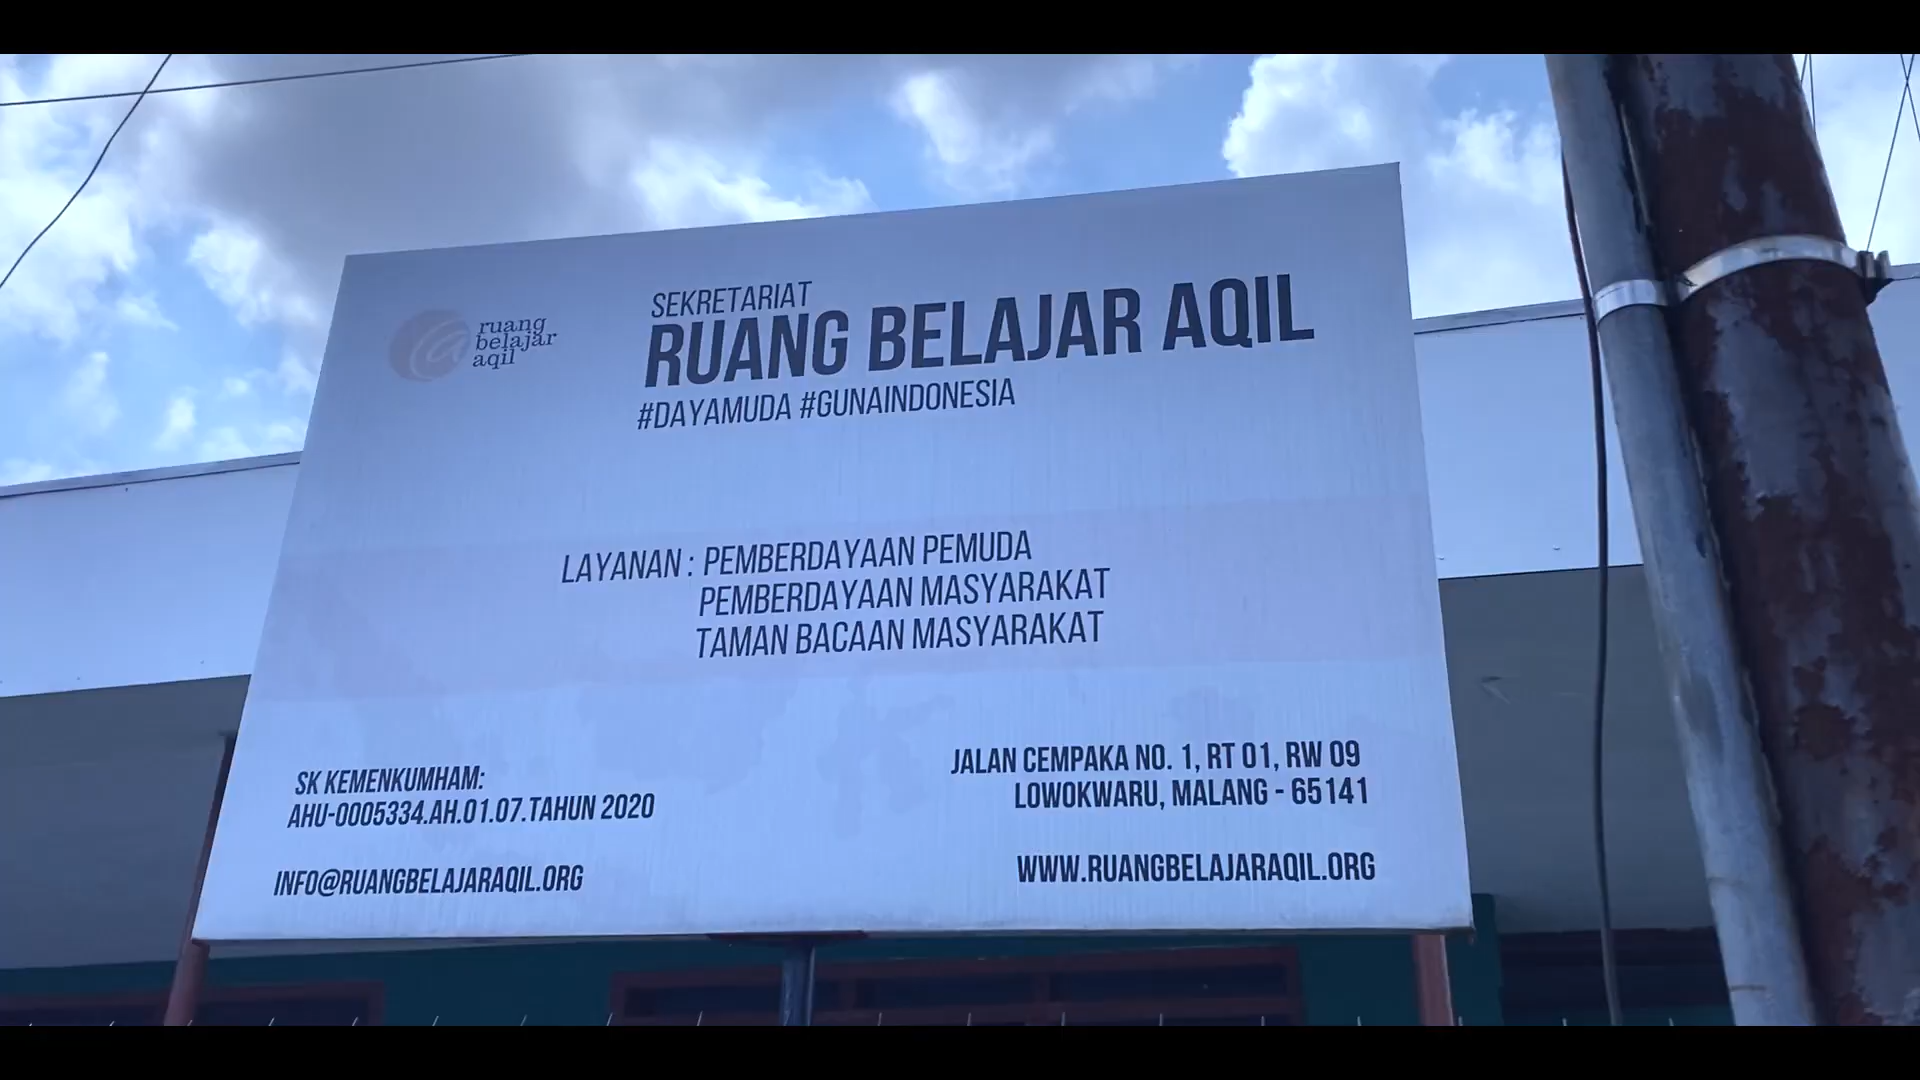 ruang
belajar
aqil
SEKRETARIAT
RUANG BELAJAR AQIL
#DAYAMUDA #GUNAINDONESIA
LAYANAN : PEMBERDAYAAN PEMUDA
PEMBERDAYAAN MASYARAKAT
TAMAN BACAAN MASYARAKAT
SK KEMENKUMHAM:
AHU-0005334.AH.01.07.TAHUN 2020
INFO@RUANGBELAJARAQIL.ORG
JALAN CEMPAKA NO. 1, RT 01, RW 09
LOWOKWARU, MALANG - 65141
WWW.RUANGBELAJARAQIL.ORG